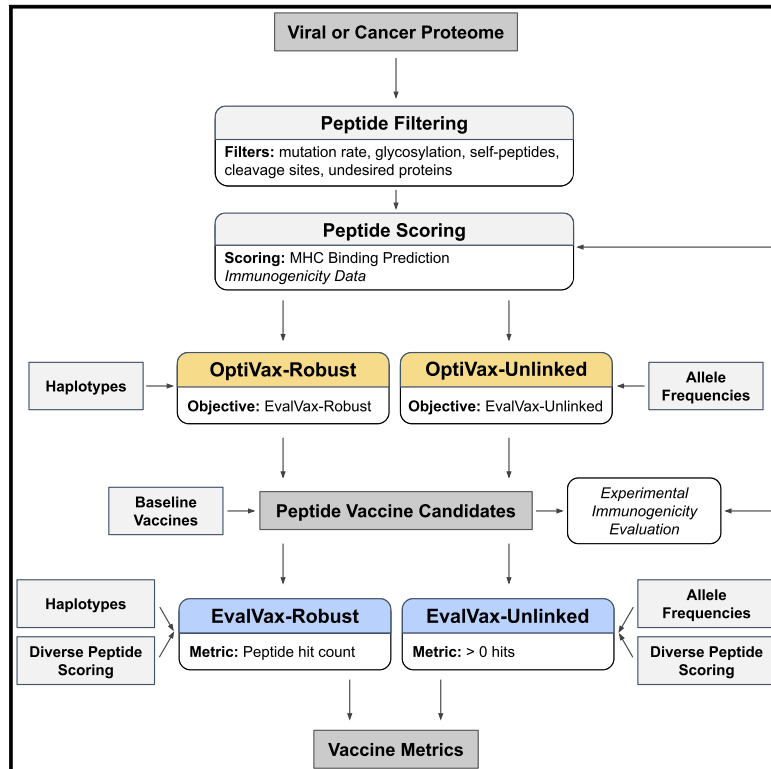 Viral or Cancer Proteome
Peptide Filtering
Filters: mutation rate, glycosylation, self-peptides,
cleavage sites, undesired proteins
Peptide Scoring
Scoring: MHC Binding Prediction
Immunogenicity Data
Haplotypes
OptiVax-Robust
Objective: EvalVax-Robust
OptiVax-Unlinked
Objective: EvalVax-Unlinked
Allele
Frequencies
Baseline
Vaccines
Peptide Vaccine Candidates
Experimental
Immunogenicity
Evaluation
Haplotypes
Diverse Peptide
Scoring
EvalVax-Robust
Metric: Peptide hit count
EvalVax-Unlinked
Metric: > 0 hits
Allele
Frequencies
Diverse Peptide
Scoring
Vaccine Metrics